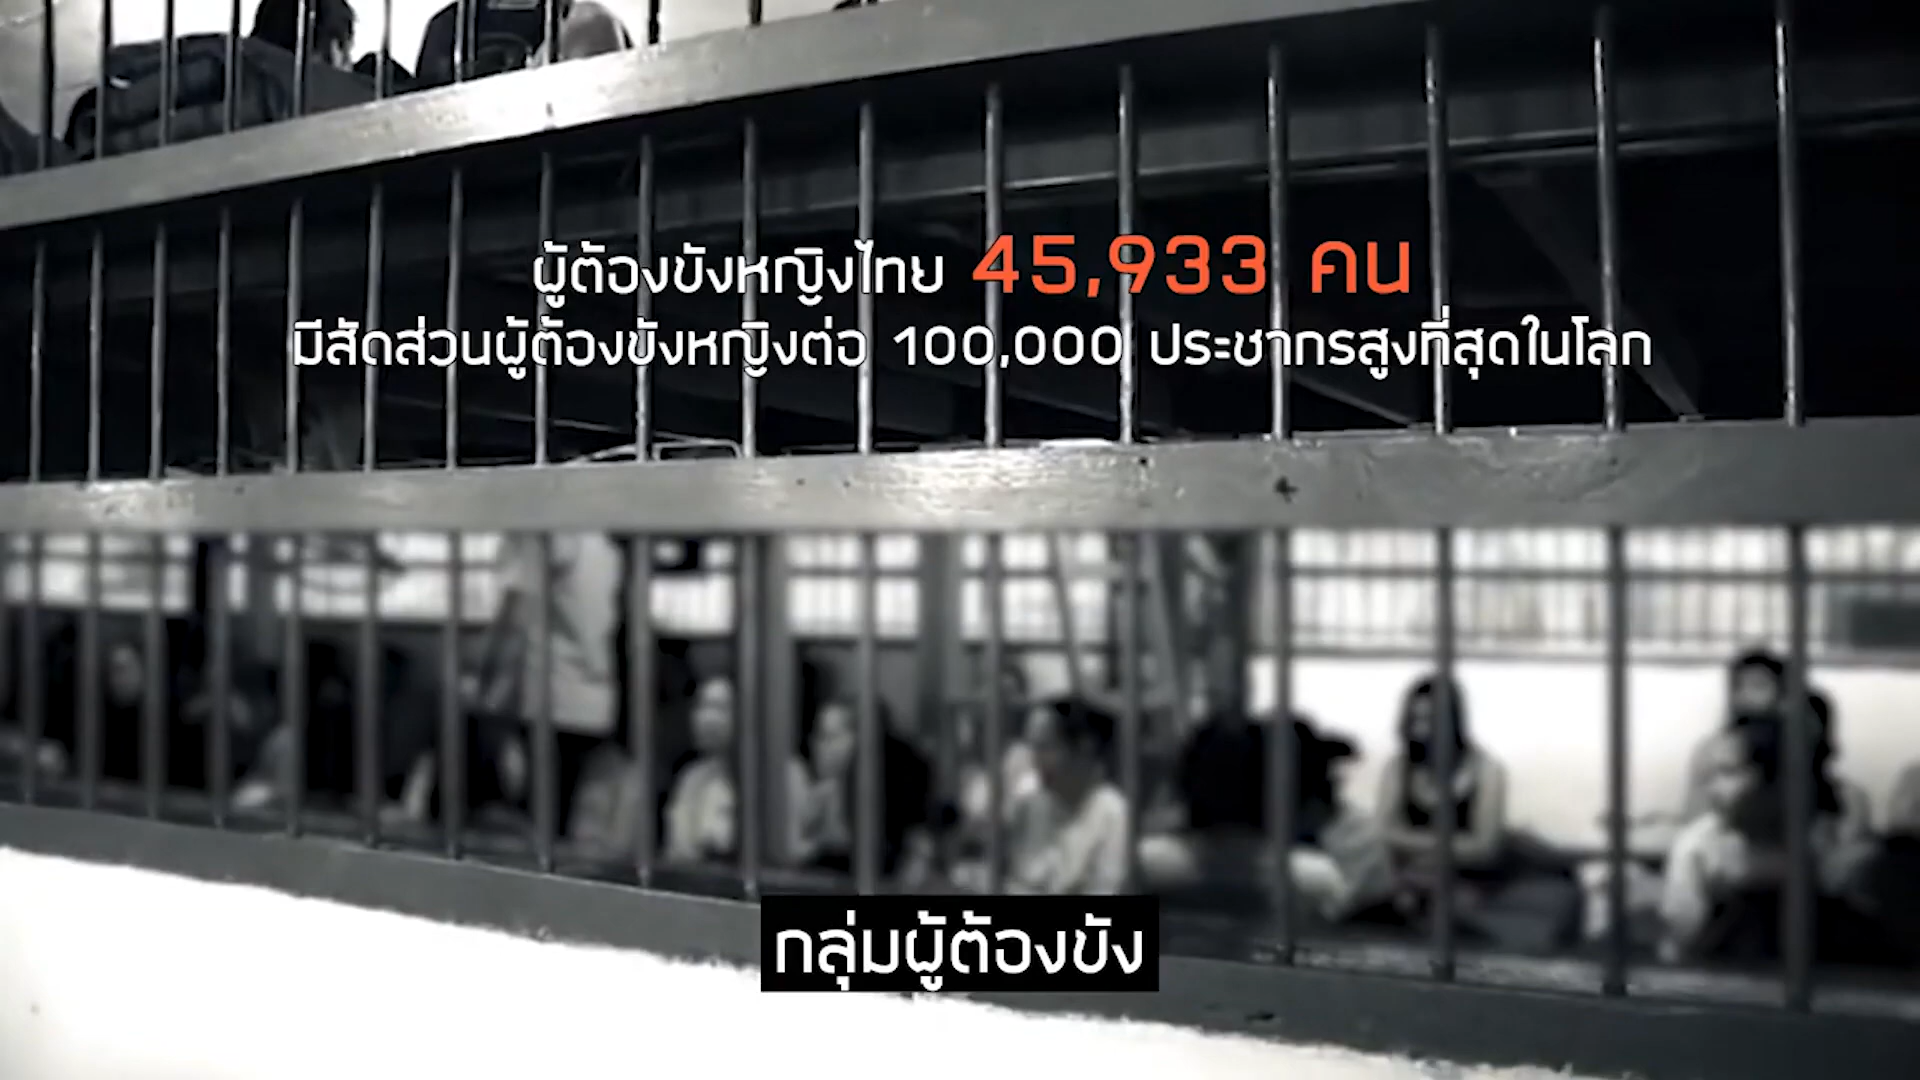 ผู้ต้องขังหญิงไทย 45,933 คน
มีสัดส่วนผู้ต้องขังหญิงต่อ 100,000 ประชากรสูงที่สุดในโลก
กลุ่มผู้ต้องขัง